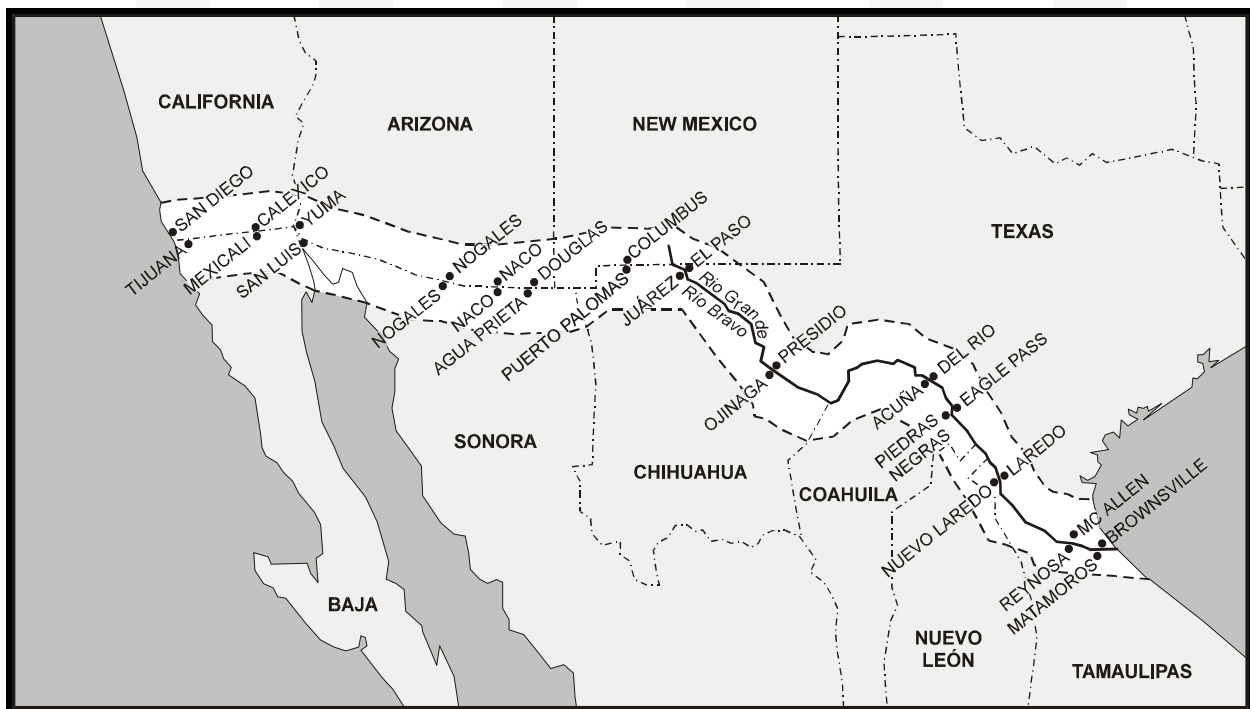 CALIFORNIA
ARIZONA
NEW MEXICO
TEXAS
SAN DIEGO
TIJUANA
CALEXICO
MEXICALI
YUMA
SAN LUIS
NOGALES
NOGALES
NACO
NACO
DOUGLAS
AGUA PRIETA
COLUMBUS
PUERTO PALOMAS
EL PASO
JUÁREZ
Rio Grande
Rio Bravo
PRESIDIO
OJINAGA
DEL RIO
ACUÑA
EAGLE PASS
PIEDRAS
NEGRAS
LAREDO
NUEVO LAREDO
MC ALLEN
REYNOSA
BROWNSVILLE
MATAMOROS
SONORA
CHIHUAHUA
COAHUILA
BAJA
NUEVO
LEÓN
TAMAULIPAS